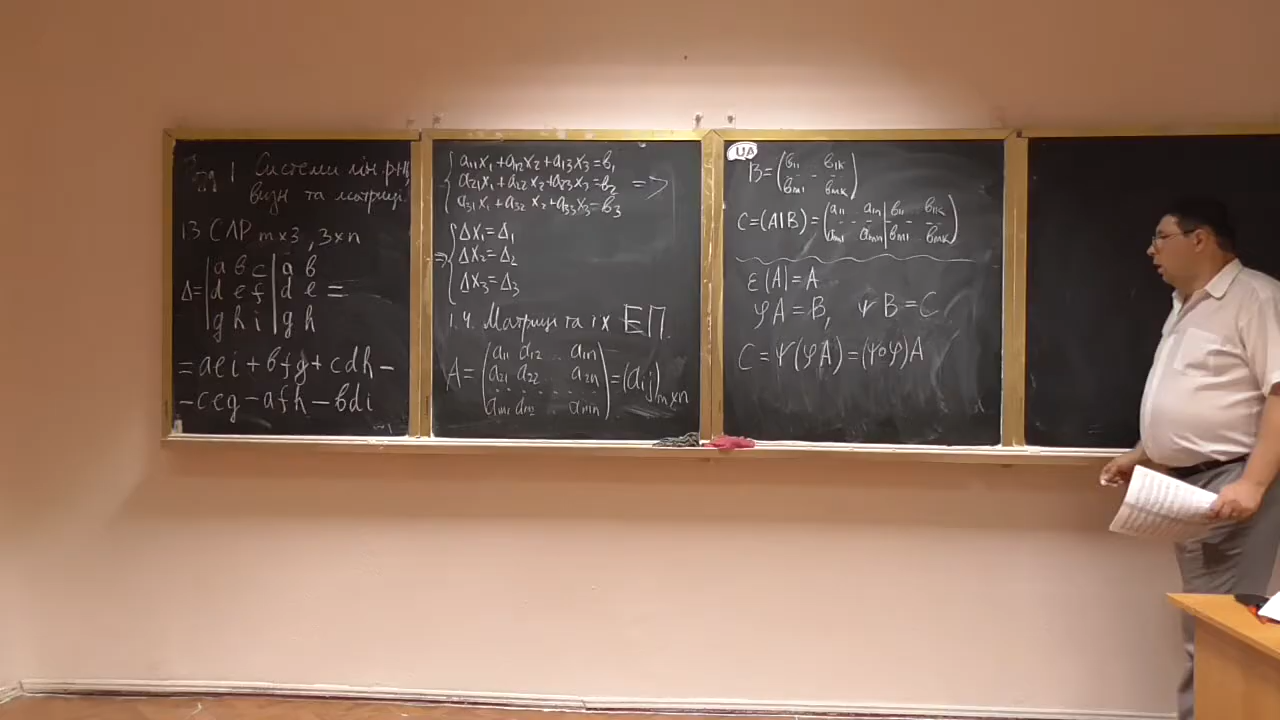 1 Системи лін. рн,
визн та матриці.
1.3 СЛР m×3, 3×n
Δ = | a b c | a b
d e f | d e =
g h i | g h
= aei + bfg + cdh −
− ceg − afh − bdi
a₁₁x₁ + a₁₂x₂ + a₁₃x₃ = b₁
a₂₁x₁ + a₂₂x₂ + a₂₃x₃ = b₂ =>
a₃₁x₁ + a₃₂x₂ + a₃₃x₃ = b₃
Δx₁ = Δ₁
=> Δx₂ = Δ₂
Δx₃ = Δ₃
1.4. Матриці та їх ЕП.
a₁₁ a₁₂ .. a₁ₙ
A = a₂₁ a₂₂ a₂ₙ = (aᵢⱼ)ₘₓₙ
. . . . . . . .
aₘ₁ aₘ₂ .. aₘₙ
UA
B = (b₁₁ .. b₁ₖ
bₘ₁ bₘₖ)
C = (A|B) = (a₁₁ .. a₁ₙ | b₁₁ .. b₁ₖ
aₘ₁ aₘₙ | bₘ₁ .. bₘₖ)
ε(A) = A
φA = B, ψB = C
C = ψ(φA) = (ψ∘φ)A